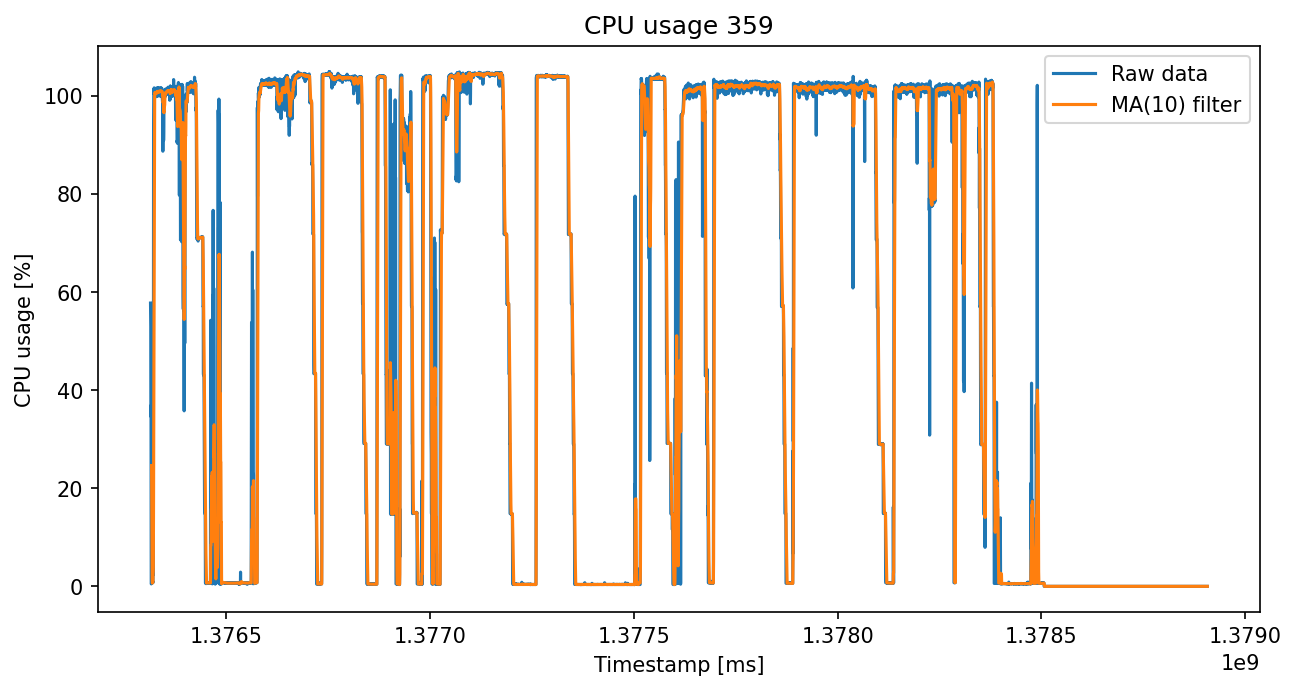 CPU usage 359
Raw data
MA(10) filter
CPU usage [%]
100
80
60
40
20
0
1.3765 1.3770 1.3775 1.3780 1.3785 1.3790
1e9
Timestamp [ms]